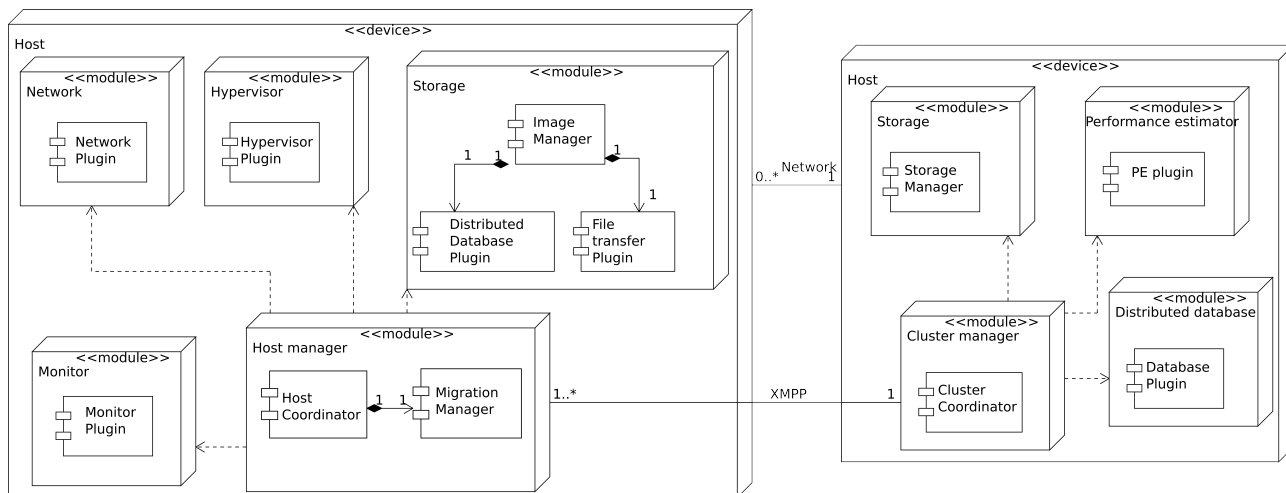 <<device>>
Host
<<module>>
Network
Network
Plugin
<<module>>
Hypervisor
Hypervisor
Plugin
<<module>>
Storage
Image
Manager
1
1
1
1
Distributed
Database
Plugin
File
transfer
Plugin
<<module>>
Monitor
Monitor
Plugin
<<module>>
Host manager
Host
Coordinator
1
1
Migration
Manager
0..*
Network
1
1..*
XMPP
1
<<device>>
Host
<<module>>
Storage
Storage
Manager
<<module>>
Performance estimator
PE plugin
<<module>>
Cluster manager
Cluster
Coordinator
<<module>>
Distributed database
Database
Plugin